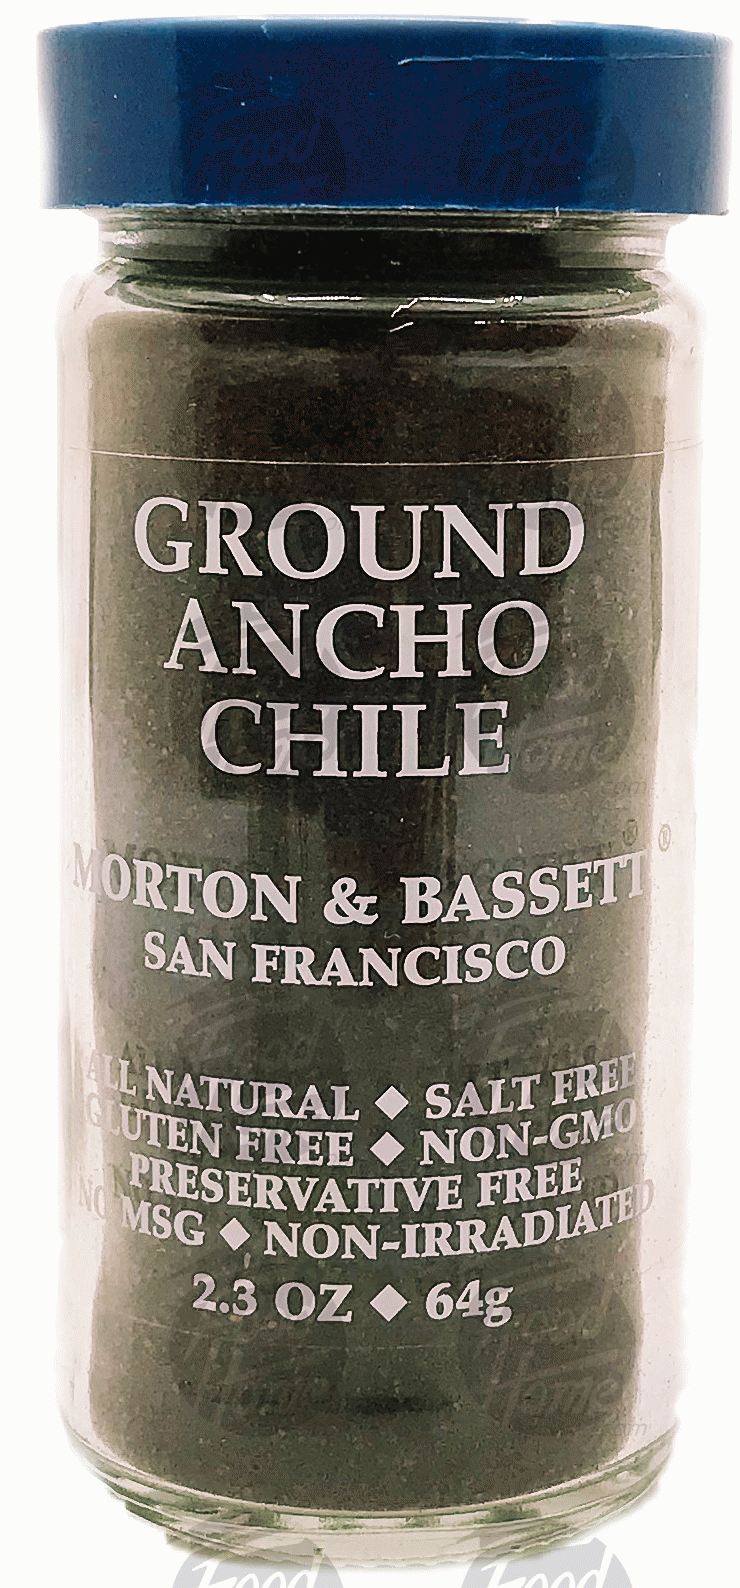 GROUND
ANCHO
CHILE
MORTON & BASSETT®
SAN FRANCISCO
ALL NATURAL ◆ SALT FREE
GLUTEN FREE ◆ NON-GMO
PRESERVATIVE FREE
NO MSG ◆ NON-IRRADIATED
2.3 OZ ◆ 64g